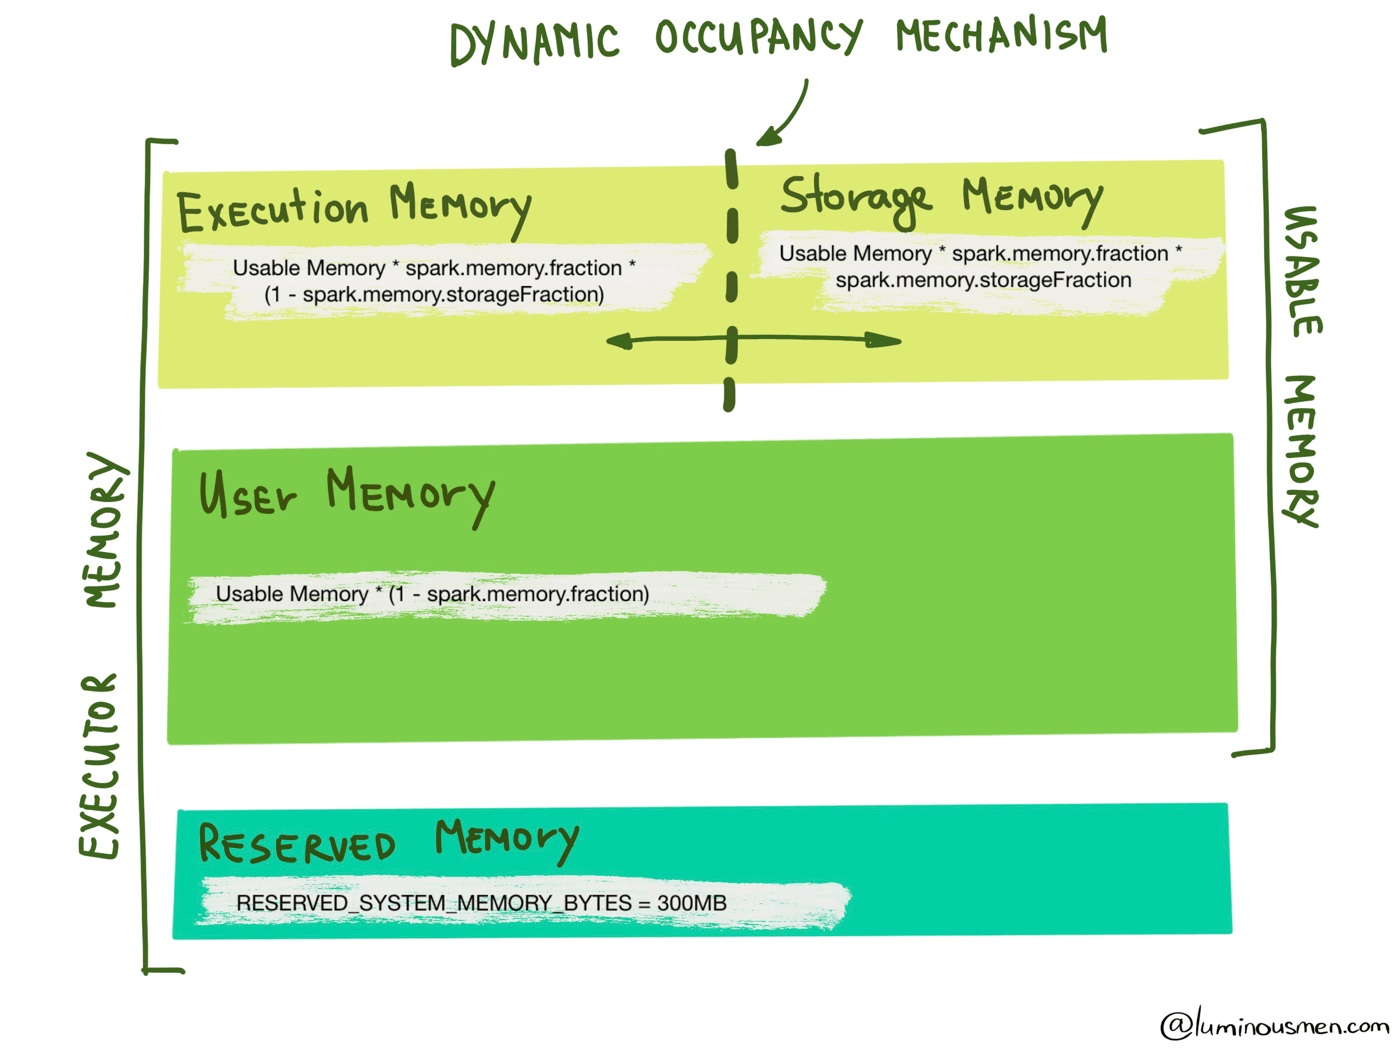 DYNAMIC OCCUPANCY MECHANISM
Execution Memory
Usable Memory * spark.memory.fraction *
(1 - spark.memory.storageFraction)
Storage Memory
Usable Memory * spark.memory.fraction *
spark.memory.storageFraction
USABLE MEMORY
EXECUTOR MEMORY
User Memory
Usable Memory * (1 - spark.memory.fraction)
RESERVED Memory
RESERVED_SYSTEM_MEMORY_BYTES = 300MB
@luminousmen.com